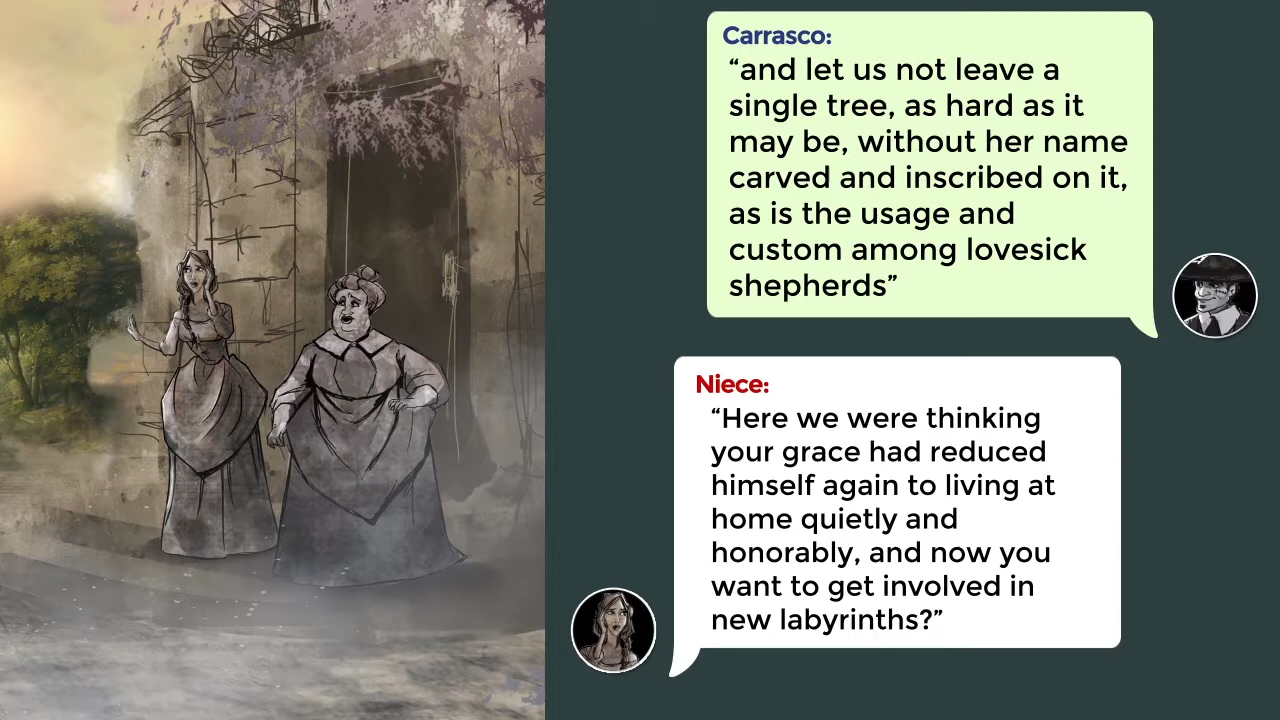 Carrasco:
“and let us not leave a
single tree, as hard as it
may be, without her name
carved and inscribed on it,
as is the usage and
custom among lovesick
shepherds”
Niece:
“Here we were thinking
your grace had reduced
himself again to living at
home quietly and
honorably, and now you
want to get involved in
new labyrinths?”